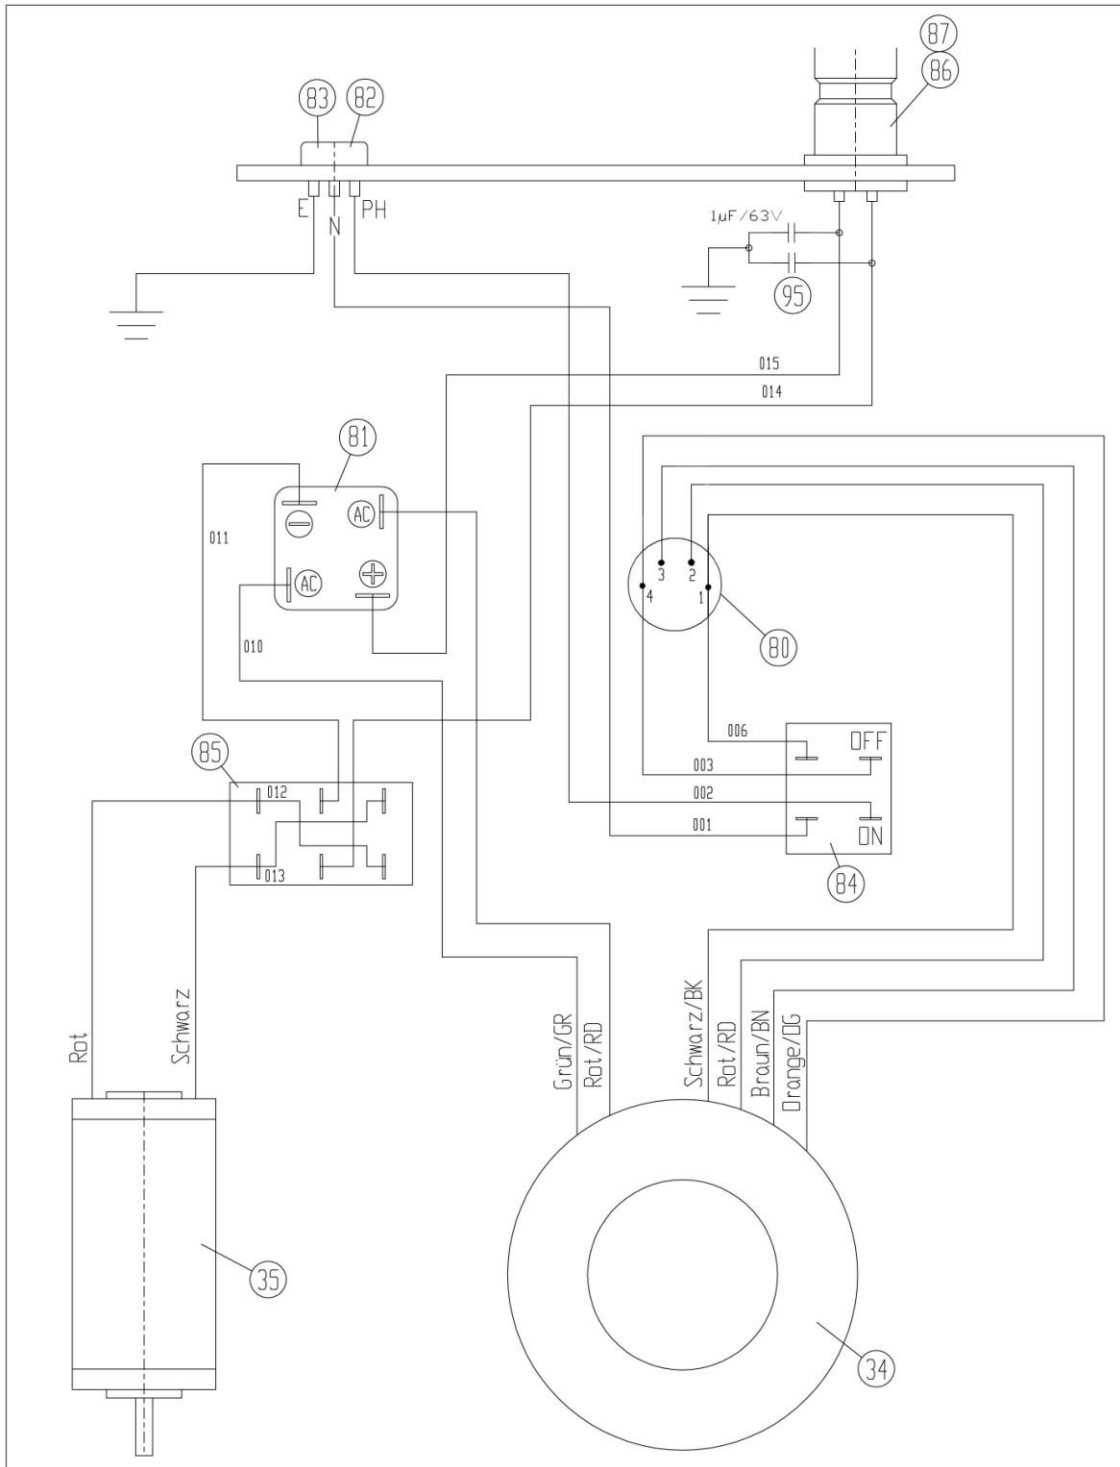 87
86
83
82
E
N
PH
1µF/63V
95
015
014
81
011
AC
−
+
AC
3
2
4
1
80
010
006
OFF
003
85
012
002
001
ON
013
84
Rot
Schwarz
Grün/GR
Rot/RD
Schwarz/BK
Rot/RD
Braun/BN
Orange/OG
35
34